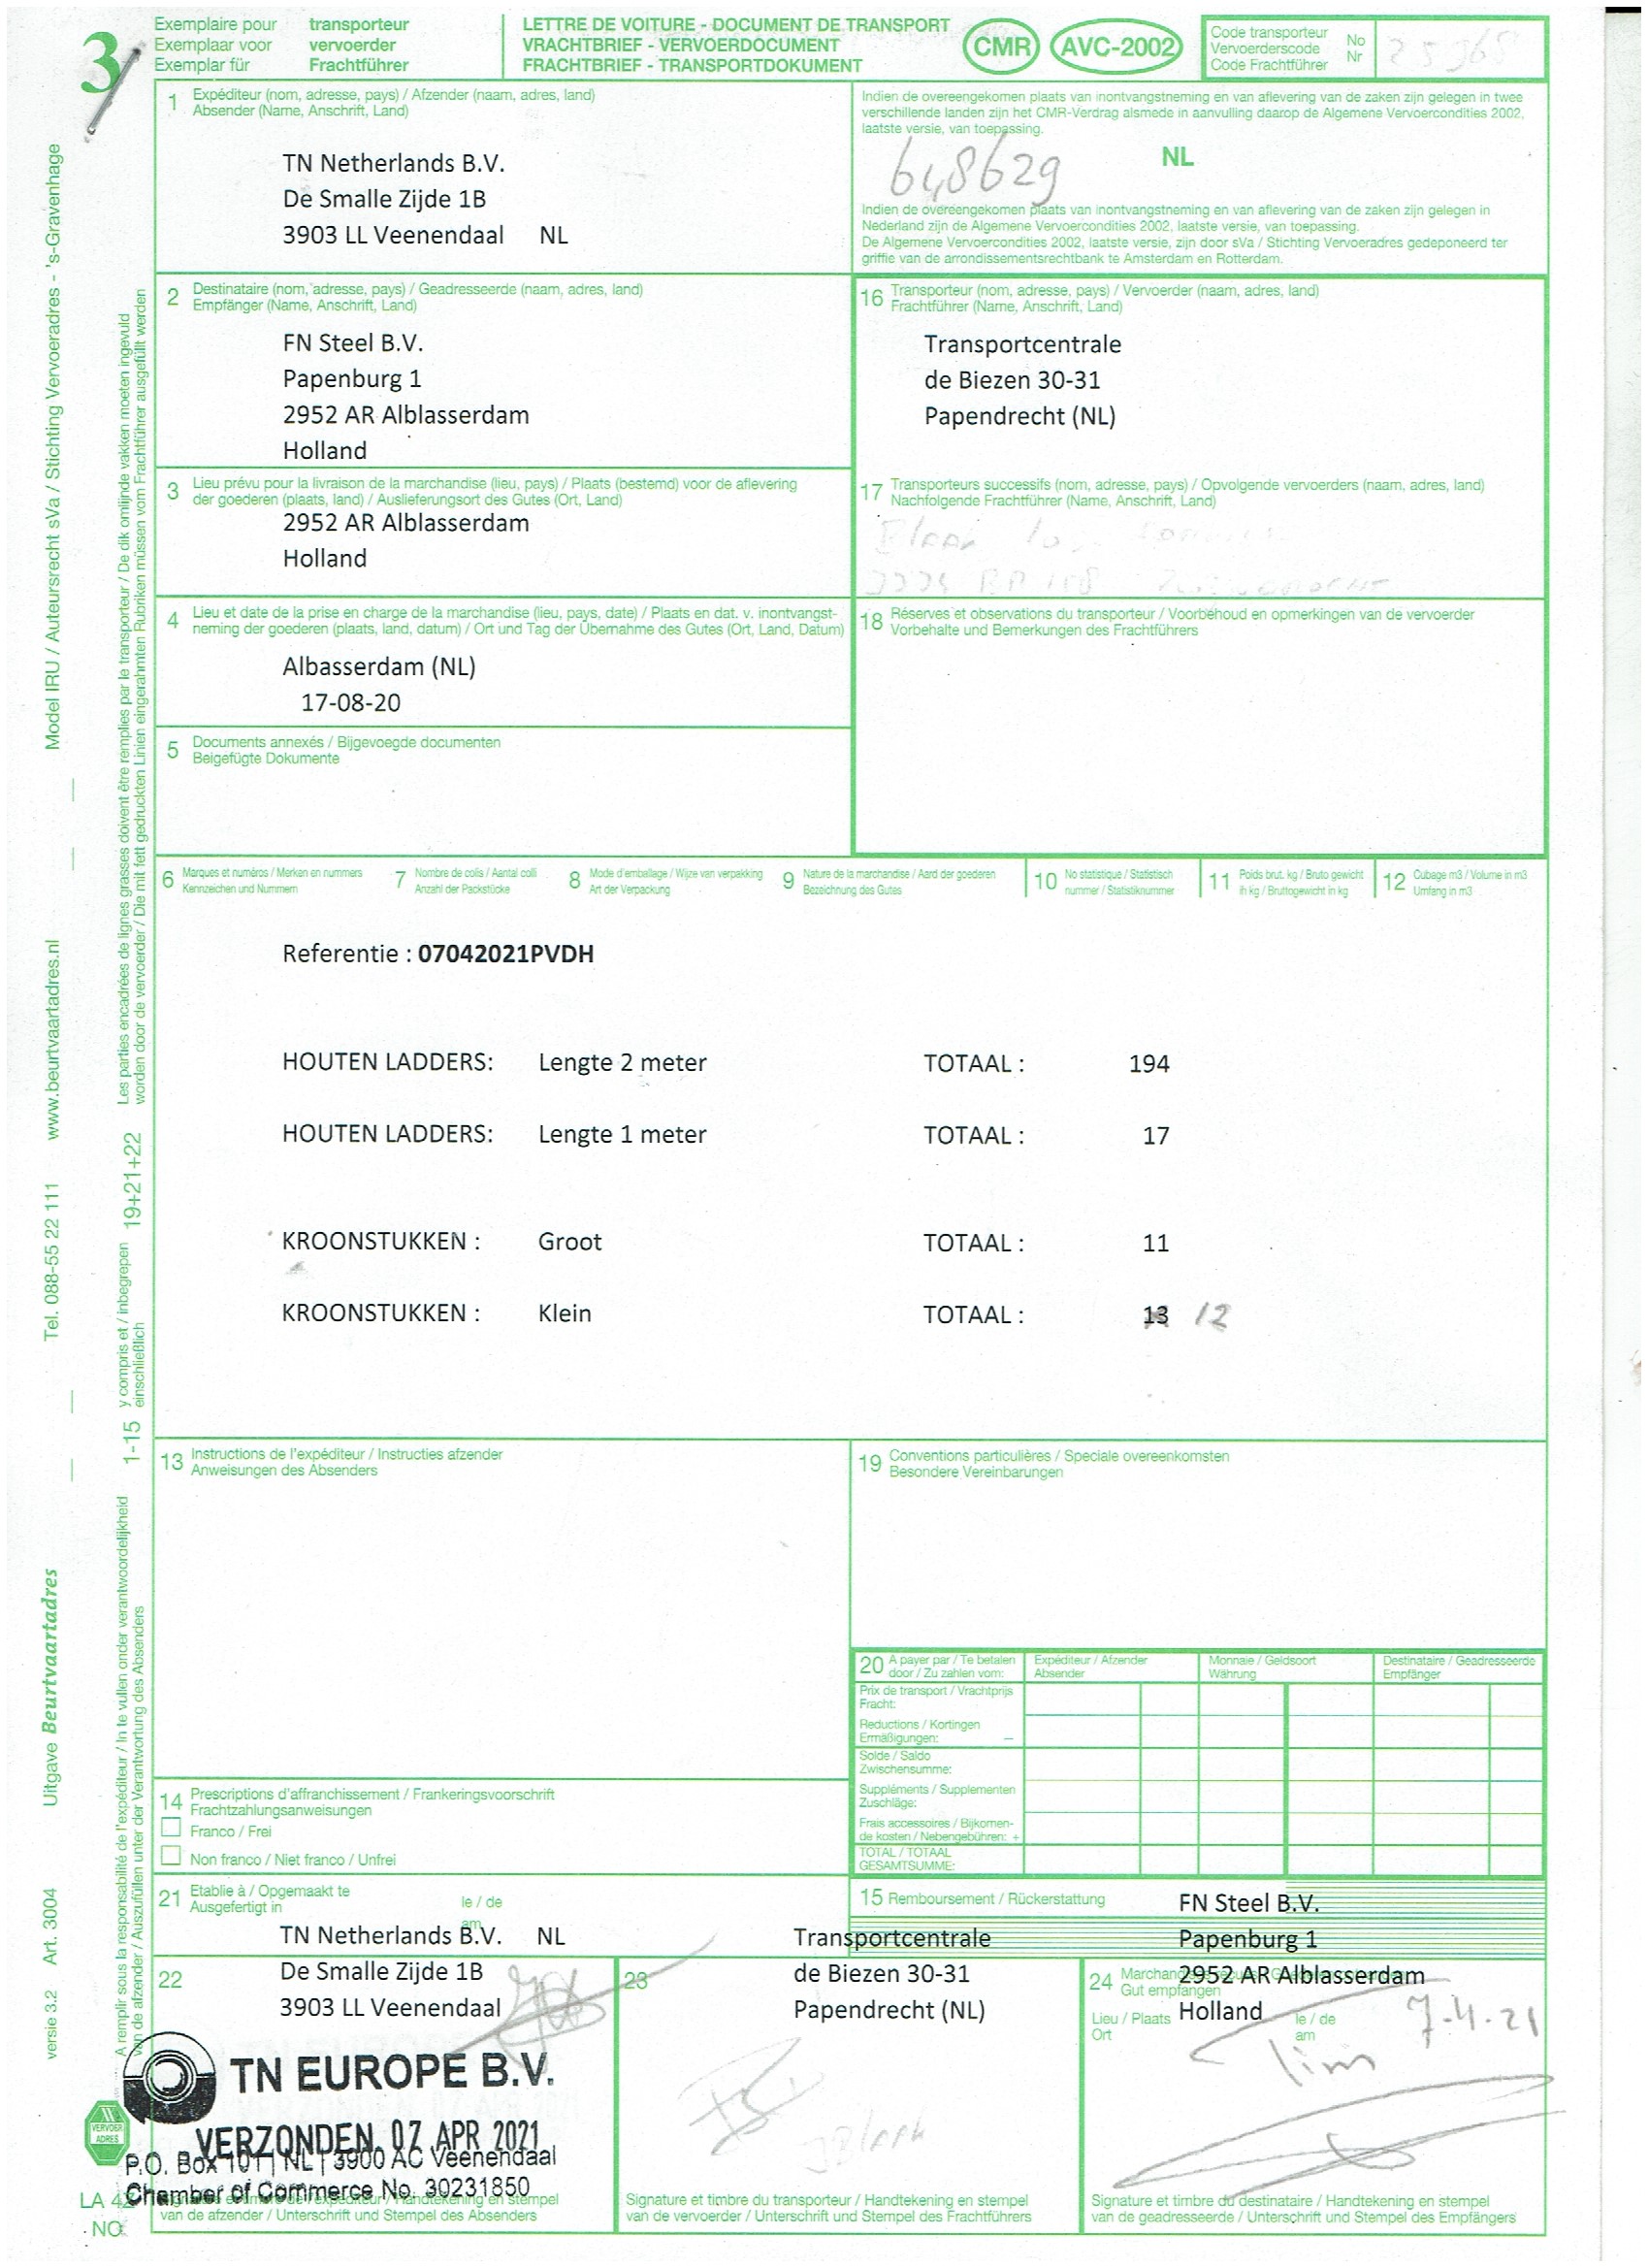 3
Exemplaire pour transporteur
Exemplaar voor vervoerder
Exemplar für Frachtführer
LETTRE DE VOITURE - DOCUMENT DE TRANSPORT
VRACHTBRIEF - VERVOERDOCUMENT
FRACHTBRIEF - TRANSPORTDOKUMENT
CMR AVC-2002
Code transporteur
Vervoerderscode
Code Frachtführer
No
Nr
1 Expéditeur (nom, adresse, pays) / Afzender (naam, adres, land)
Absender (Name, Anschrift, Land)
TN Netherlands B.V.
De Smalle Zijde 1B
3903 LL Veenendaal NL
Indien de overeengekomen plaats van inontvangstneming en van aflevering van de zaken zijn gelegen in twee
verschillende landen zijn het CMR-Verdrag alsmede in aanvulling daarop de Algemene Vervoercondities 2002,
laatste versie, van toepassing.
648629
NL
Indien de overeengekomen plaats van inontvangstneming en van aflevering van de zaken zijn gelegen in
Nederland zijn de Algemene Vervoercondities 2002, laatste versie, van toepassing.
De Algemene Vervoercondities 2002, laatste versie, zijn door sVa / Stichting Vervoeradres gedeponeerd ter
griffie van de arrondissementsrechtbank te Amsterdam en Rotterdam.
2 Destinataire (nom, adresse, pays) / Geadresseerde (naam, adres, land)
Empfänger (Name, Anschrift, Land)
FN Steel B.V.
Papenburg 1
2952 AR Alblasserdam
Holland
16 Transporteur (nom, adresse, pays) / Vervoerder (naam, adres, land)
Frachtführer (Name, Anschrift, Land)
Transportcentrale
de Biezen 30-31
Papendrecht (NL)
3 Lieu prévu pour la livraison de la marchandise (lieu, pays) / Plaats (bestemd) voor de aflevering
der goederen (plaats, land) / Auslieferungsort des Gutes (Ort, Land)
2952 AR Alblasserdam
Holland
17 Transporteurs successifs (nom, adresse, pays) / Opvolgende vervoerders (naam, adres, land)
Nachfolgende Frachtführer (Name, Anschrift, Land)
4 Lieu et date de la prise en charge de la marchandise (lieu, pays, date) / Plaats en dat. v. inontvangst-
neming der goederen (plaats, land, datum) / Ort und Tag der Übernahme des Gutes (Ort, Land, Datum)
Albasserdam (NL)
17-08-20
18 Réserves et observations du transporteur / Voorbehoud en opmerkingen van de vervoerder
Vorbehalte und Bemerkungen des Frachtführers
5 Documents annexés / Bijgevoegde documenten
Beigefügte Dokumente
6 Marques et numéros / Merken en nummers
Kennzeichen und Nummern
7 Nombre de colis / Aantal colli
Anzahl der Packstücke
8 Mode d'emballage / Wijze van verpakking
Art der Verpackung
9 Nature de la marchandise / Aard der goederen
Bezeichnung des Gutes
10 No statistique / Statistisch
nummer / Statistiknummer
11 Poids brut. kg / Bruto gewicht
in kg / Bruttogewicht in kg
12 Cubage m3 / Volume in m3
Umfang in m3
Referentie : 07042021PVDH
HOUTEN LADDERS: Lengte 2 meter TOTAAL : 194
HOUTEN LADDERS: Lengte 1 meter TOTAAL : 17
KROONSTUKKEN : Groot TOTAAL : 11
KROONSTUKKEN : Klein TOTAAL : 13 12
13 Instructions de l'expéditeur / Instructies afzender
Anweisungen des Absenders
19 Conventions particulières / Speciale overeenkomsten
Besondere Vereinbarungen
20 A payer par / Te betalen
door / Zu zahlen vom:
Expéditeur / Afzender
Absender
Monnaie / Geldsoort
Währung
Destinataire / Geadresseerde
Empfänger
Prix de transport / Vrachtprijs
Fracht:
Reductions / Kortingen
Ermäßigungen: –
Solde / Saldo
Zwischensumme:
Suppléments / Supplementen
Zuschläge:
Frais accessoires / Bijkomen-
de kosten / Nebengebühren: +
TOTAL / TOTAAL
GESAMTSUMME:
14 Prescriptions d'affranchissement / Frankeringsvoorschrift
Frachtzahlungsanweisungen
Franco / Frei
Non franco / Niet franco / Unfrei
21 Etablie à / Opgemaakt te
Ausgefertigt in
le / de
am
15 Remboursement / Rückerstattung
TN Netherlands B.V. NL
De Smalle Zijde 1B
3903 LL Veenendaal
Transportcentrale
de Biezen 30-31
Papendrecht (NL)
FN Steel B.V.
Papenburg 1
2952 AR Alblasserdam
Holland
22
23
24
Gut empfangen
Lieu / Plaats
Ort
le / de
am
7-4-21
Tim
TN EUROPE B.V.
VERZONDEN 07 APR 2021
P.O. Box 101 | NL | 3900 AC Veenendaal
Chamber of Commerce No. 30231850
van de afzender / Unterschrift und Stempel des Absenders
Signature et timbre du transporteur / Handtekening en stempel
van de vervoerder / Unterschrift und Stempel des Frachtführers
Signature et timbre du destinataire / Handtekening en stempel
van de geadresseerde / Unterschrift und Stempel des Empfängers
Model IRU / Auteursrecht sVa / Stichting Vervoeradres - 's-Gravenhage
www.beurtvaartadres.nl
Tel. 088-55 22 111
Uitgave Beurtvaartadres
Art. 3004
versie 3.2
Les parties encadrées de lignes grasses doivent être remplies par le transporteur / De dik omlijnde vakken moeten ingevuld
worden door de vervoerder / Die mit fett gedruckten Linien eingerahmten Rubriken müssen vom Frachtführer ausgefüllt werden
19+21+22
y compris et / inbegrepen
einschließlich
1-15
A remplir sous la responsabilité de l'expéditeur / In te vullen onder verantwoordelijkheid
van de afzender / Auszufüllen unter der Verantwortung des Absenders
VERVOER
ADRES